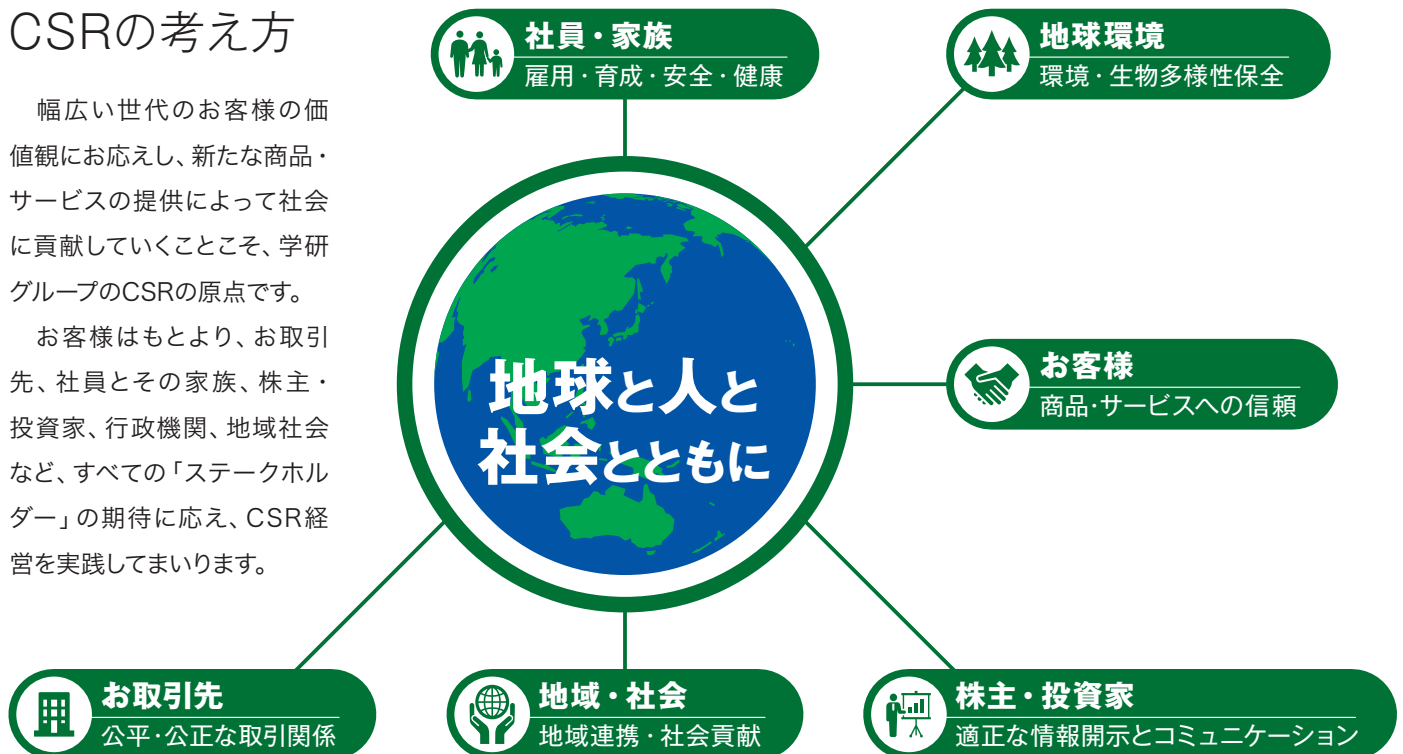 CSRの考え方
幅広い世代のお客様の価
値観にお応えし、新たな商品・
サービスの提供によって社会
に貢献していくことこそ、学研
グループのCSRの原点です。
お客様はもとより、お取引
先、社員とその家族、株主・
投資家、行政機関、地域社会
など、すべての「ステークホル
ダー」の期待に応え、CSR経
営を実践してまいります。
社員・家族
雇用・育成・安全・健康
地球環境
環境・生物多様性保全
地球と人と
社会とともに
お客様
商品・サービスへの信頼
お取引先
公平・公正な取引関係
地域・社会
地域連携・社会貢献
株主・投資家
適正な情報開示とコミュニケーション